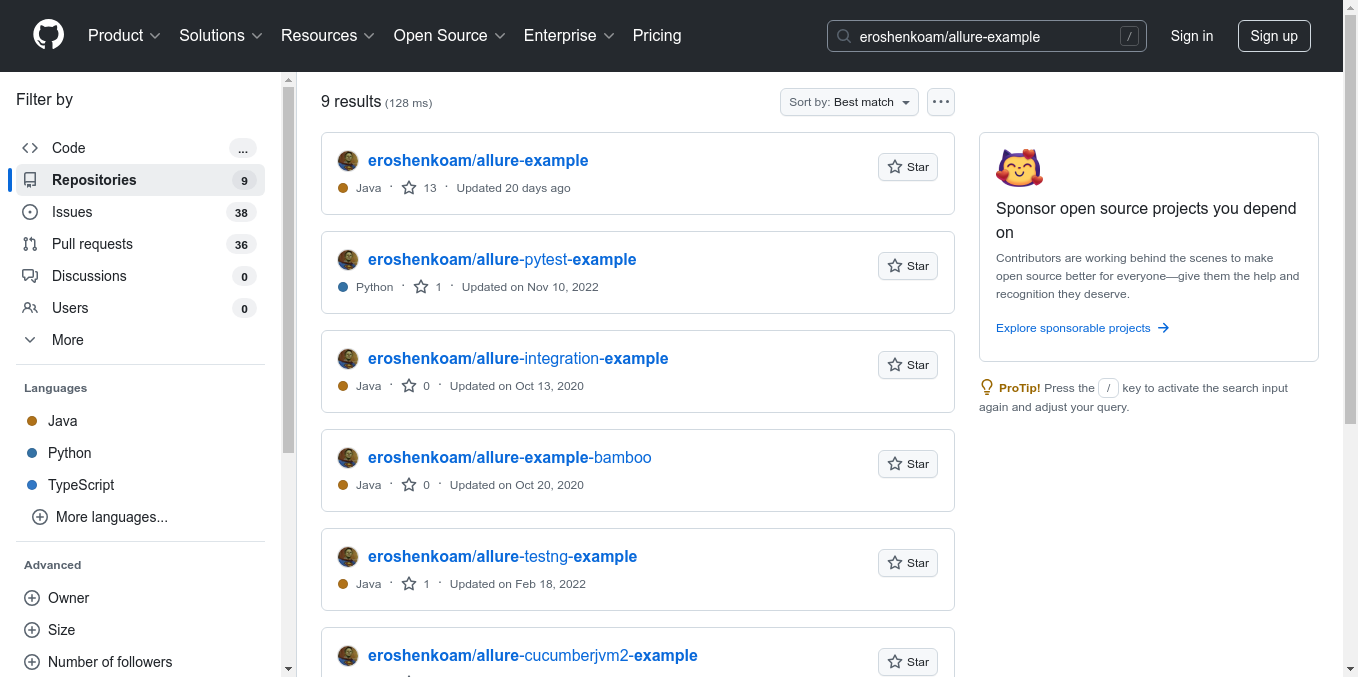 Product Solutions Resources Open Source Enterprise Pricing eroshenkoam/allure-example / Sign in Sign up
Filter by
Code ...
Repositories 9
Issues 38
Pull requests 36
Discussions 0
Users 0
More
Languages
Java
Python
TypeScript
More languages...
Advanced
Owner
Size
Number of followers
9 results (128 ms) Sort by: Best match
eroshenkoam/allure-example Star
Java · 13 · Updated 20 days ago
eroshenkoam/allure-pytest-example Star
Python · 1 · Updated on Nov 10, 2022
eroshenkoam/allure-integration-example Star
Java · 0 · Updated on Oct 13, 2020
eroshenkoam/allure-example-bamboo Star
Java · 0 · Updated on Oct 20, 2020
eroshenkoam/allure-testng-example Star
Java · 1 · Updated on Feb 18, 2022
eroshenkoam/allure-cucumberjvm2-example Star
Sponsor open source projects you depend
on
Contributors are working behind the scenes to make
open source better for everyone—give them the help and
recognition they deserve.
Explore sponsorable projects
ProTip! Press the / key to activate the search input
again and adjust your query.